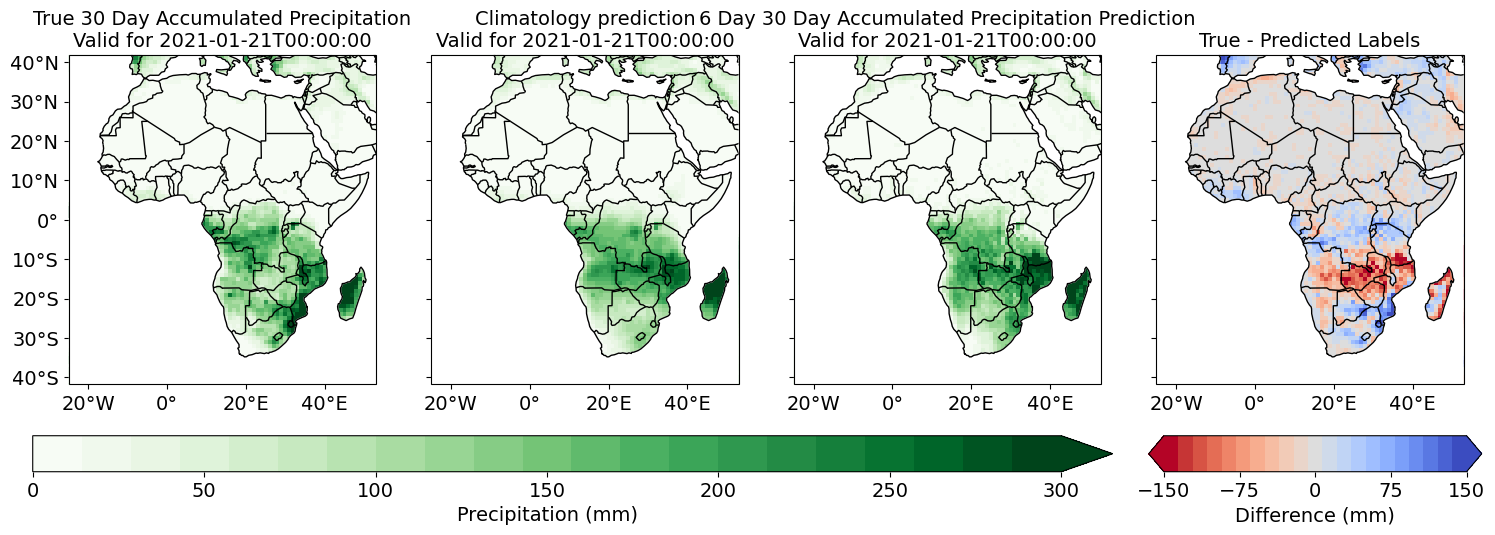 True 30 Day Accumulated Precipitation
Valid for 2021-01-21T00:00:00
Climatology prediction
Valid for 2021-01-21T00:00:00
6 Day 30 Day Accumulated Precipitation Prediction
Valid for 2021-01-21T00:00:00
True - Predicted Labels
40°N
30°N
20°N
10°N
0°
10°S
20°S
30°S
40°S
20°W 0° 20°E 40°E
20°W 0° 20°E 40°E
20°W 0° 20°E 40°E
20°W 0° 20°E 40°E
0 50 100 150 200 250 300
Precipitation (mm)
−150 −75 0 75 150
Difference (mm)